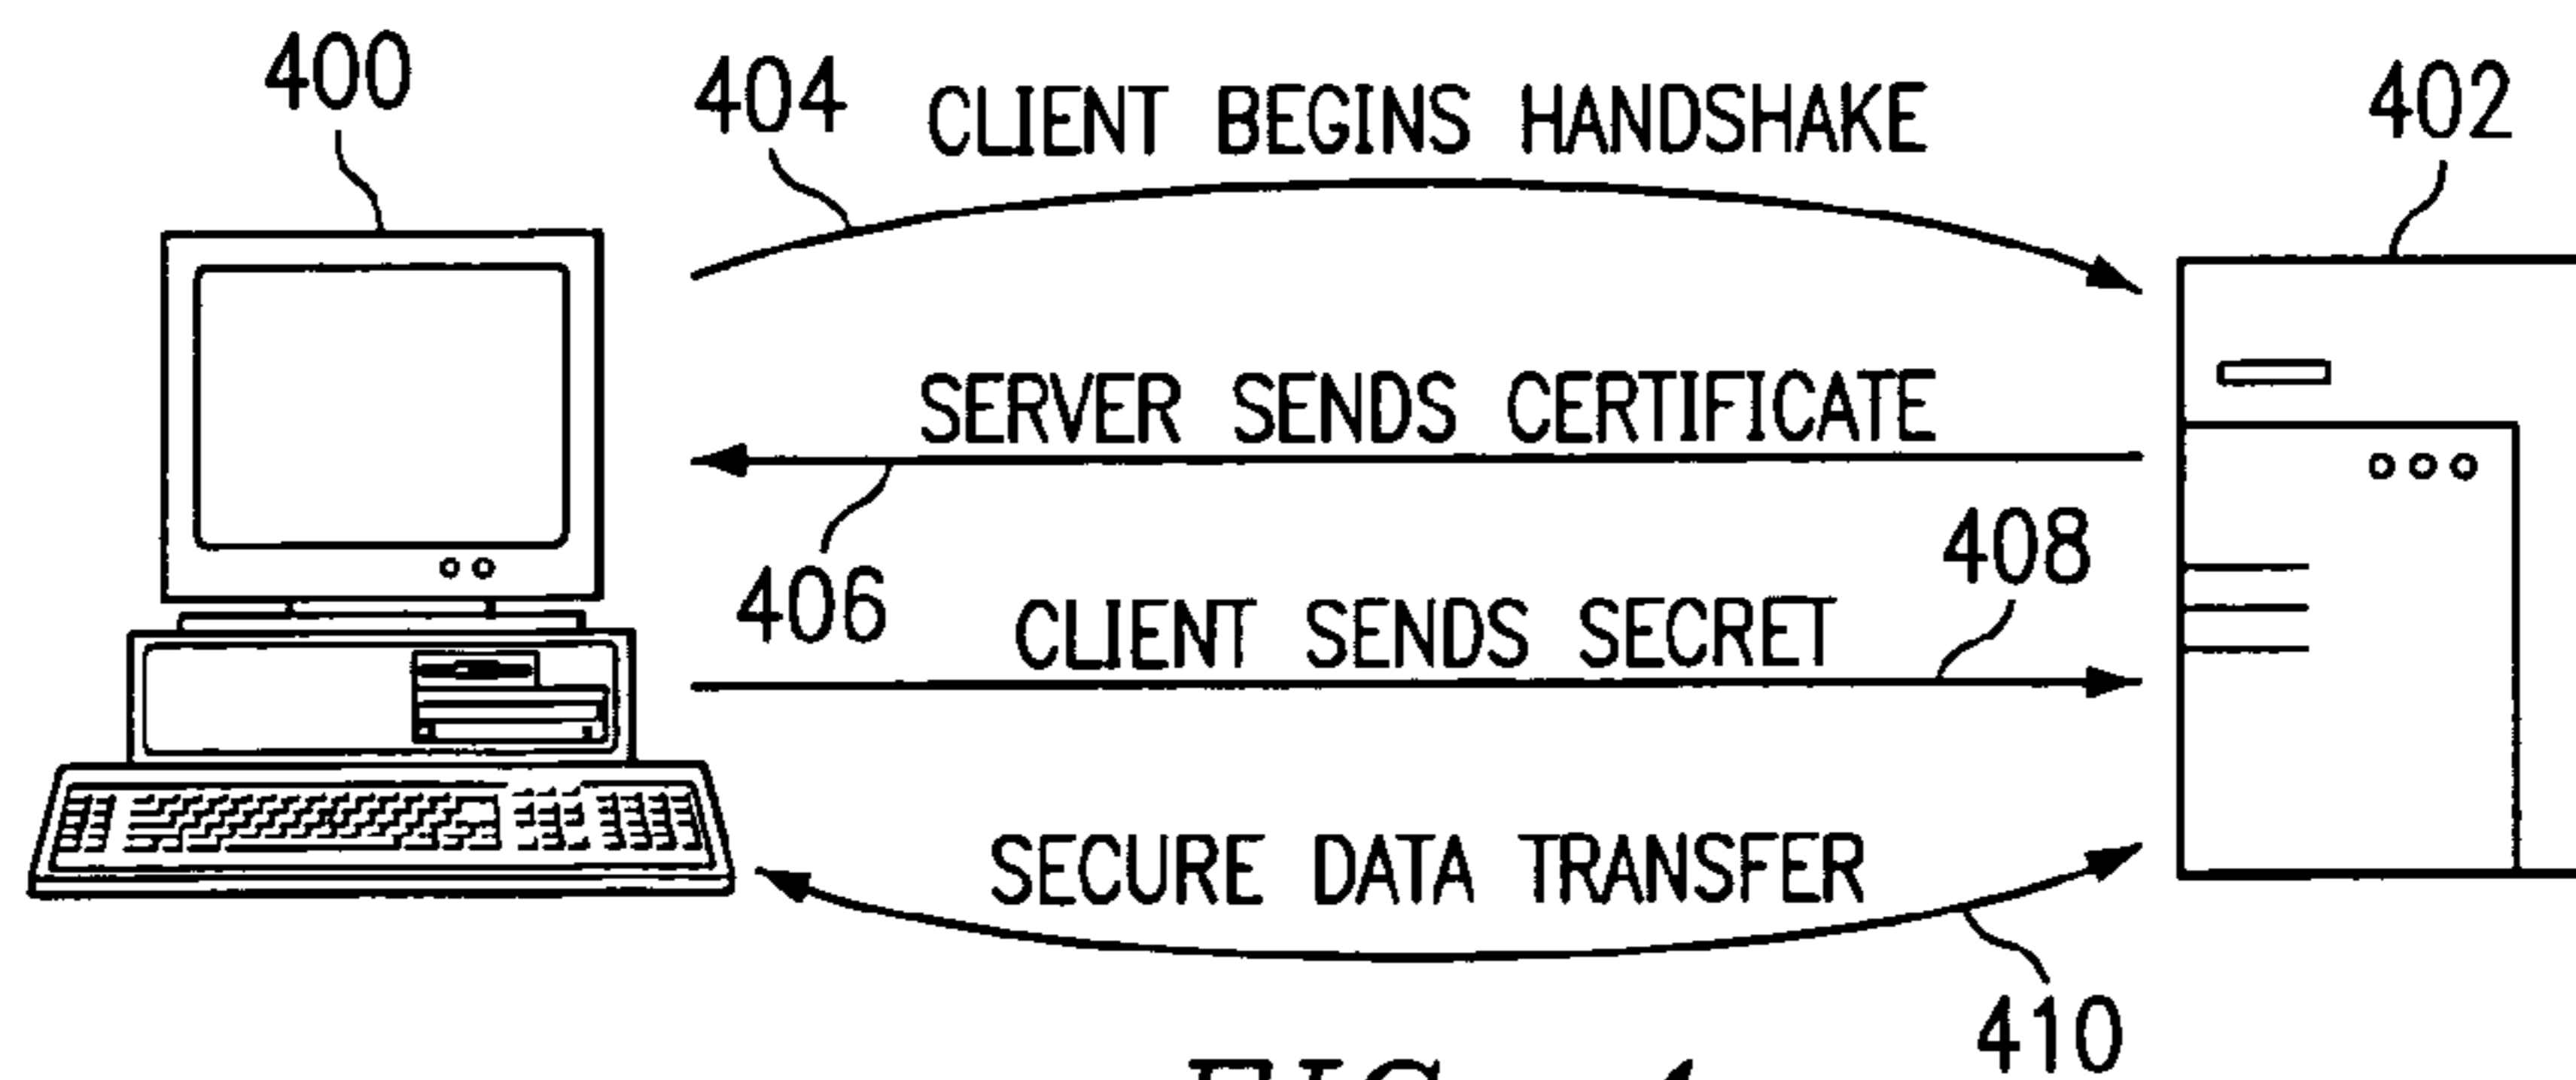 400
404
CLIENT BEGINS HANDSHAKE
402
SERVER SENDS CERTIFICATE
406
408
CLIENT SENDS SECRET
SECURE DATA TRANSFER
410